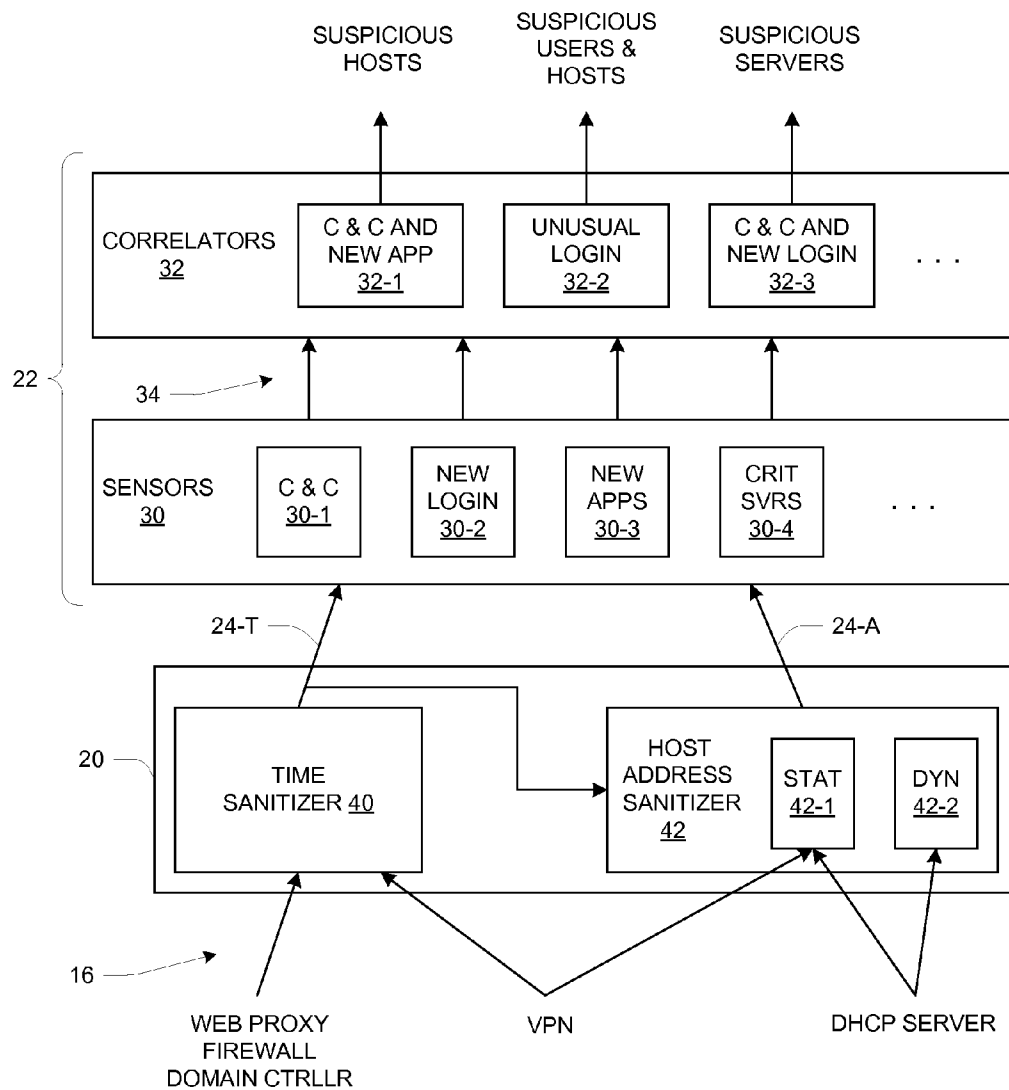 SUSPICIOUS
HOSTS
SUSPICIOUS
USERS &
HOSTS
SUSPICIOUS
SERVERS
22
CORRELATORS
32
C & C AND
NEW APP
32-1
UNUSUAL
LOGIN
32-2
C & C AND
NEW LOGIN
32-3
. . .
34
SENSORS
30
C & C
30-1
NEW
LOGIN
30-2
NEW
APPS
30-3
CRIT
SVRS
30-4
. . .
24-T
24-A
20
TIME
SANITIZER 40
HOST
ADDRESS
SANITIZER
42
STAT
42-1
DYN
42-2
16
WEB PROXY
FIREWALL
DOMAIN CTRLLR
VPN
DHCP SERVER